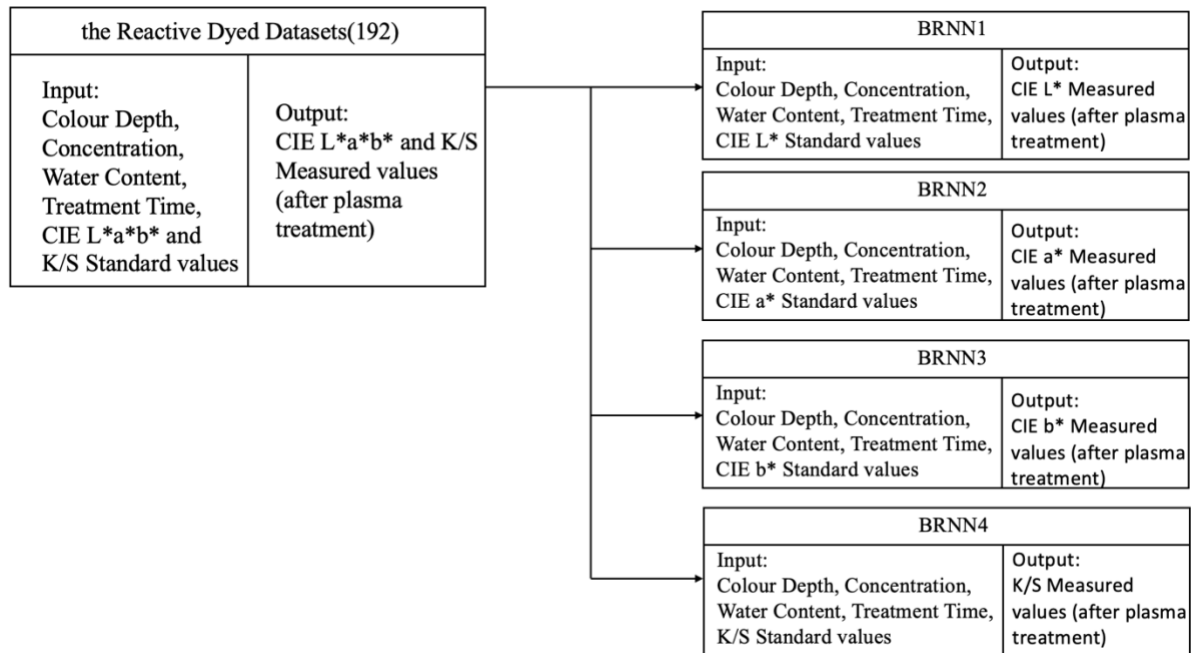 the Reactive Dyed Datasets(192)
Input:
Colour Depth,
Concentration,
Water Content,
Treatment Time,
CIE L*a*b* and
K/S Standard values
Output:
CIE L*a*b* and K/S
Measured values
(after plasma
treatment)
BRNN1
Input:
Colour Depth, Concentration,
Water Content, Treatment Time,
CIE L* Standard values
Output:
CIE L* Measured
values (after plasma
treatment)
BRNN2
Input:
Colour Depth, Concentration,
Water Content, Treatment Time,
CIE a* Standard values
Output:
CIE a* Measured
values (after plasma
treatment)
BRNN3
Input:
Colour Depth, Concentration,
Water Content, Treatment Time,
CIE b* Standard values
Output:
CIE b* Measured
values (after plasma
treatment)
BRNN4
Input:
Colour Depth, Concentration,
Water Content, Treatment Time,
K/S Standard values
Output:
K/S Measured
values (after plasma
treatment)